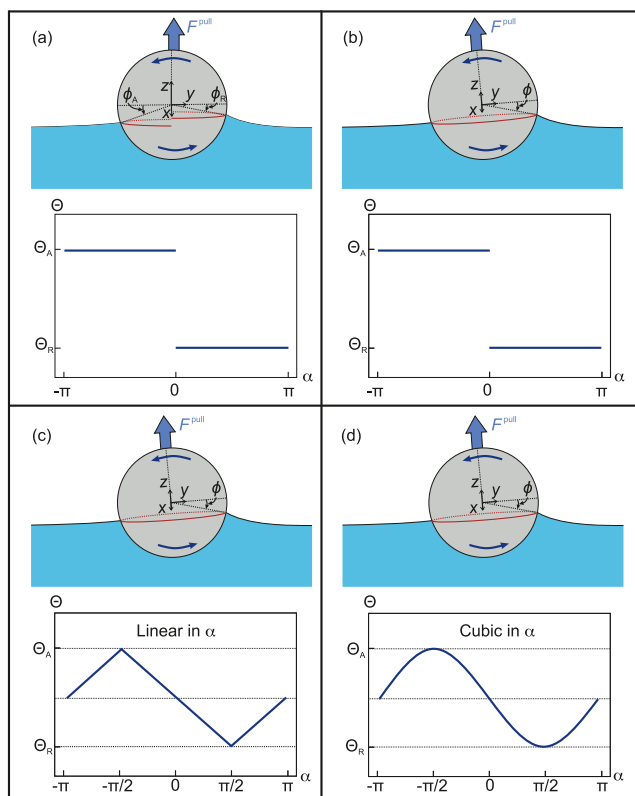 (a)
F^pull
ϕ_A
z
y
x
ϕ_R
Θ
Θ_A
Θ_R
-π
0
π
α
(b)
F^pull
z
y
x
ϕ
Θ
Θ_A
Θ_R
-π
0
π
α
(c)
F^pull
z
y
x
ϕ
Θ
Linear in α
Θ_A
Θ_R
-π
-π/2
0
π/2
π
α
(d)
F^pull
z
y
x
ϕ
Θ
Cubic in α
Θ_A
Θ_R
-π
-π/2
0
π/2
π
α